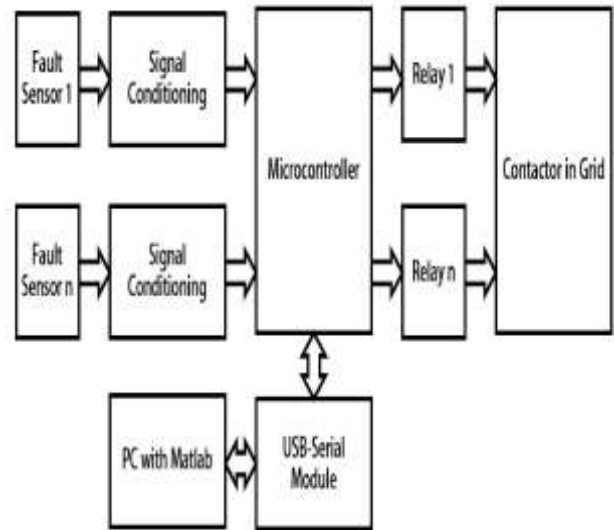 Fault
Sensor 1
Signal
Conditioning
Microcontroller
Relay 1
Contactor in Grid
Fault
Sensor n
Signal
Conditioning
Relay n
PC with Matlab
USB-Serial
Module